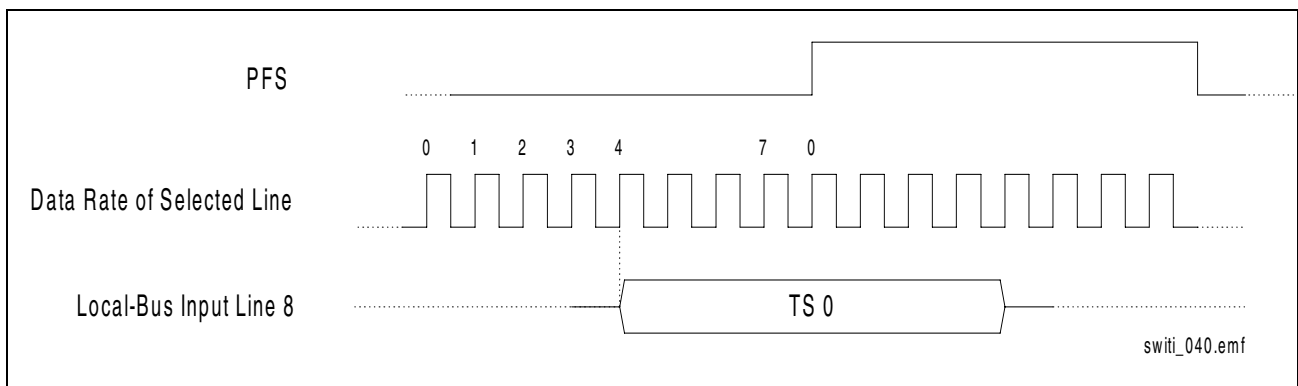 PFS
0 1 2 3 4 7 0
Data Rate of Selected Line
Local-Bus Input Line 8
TS 0
switi_040.emf